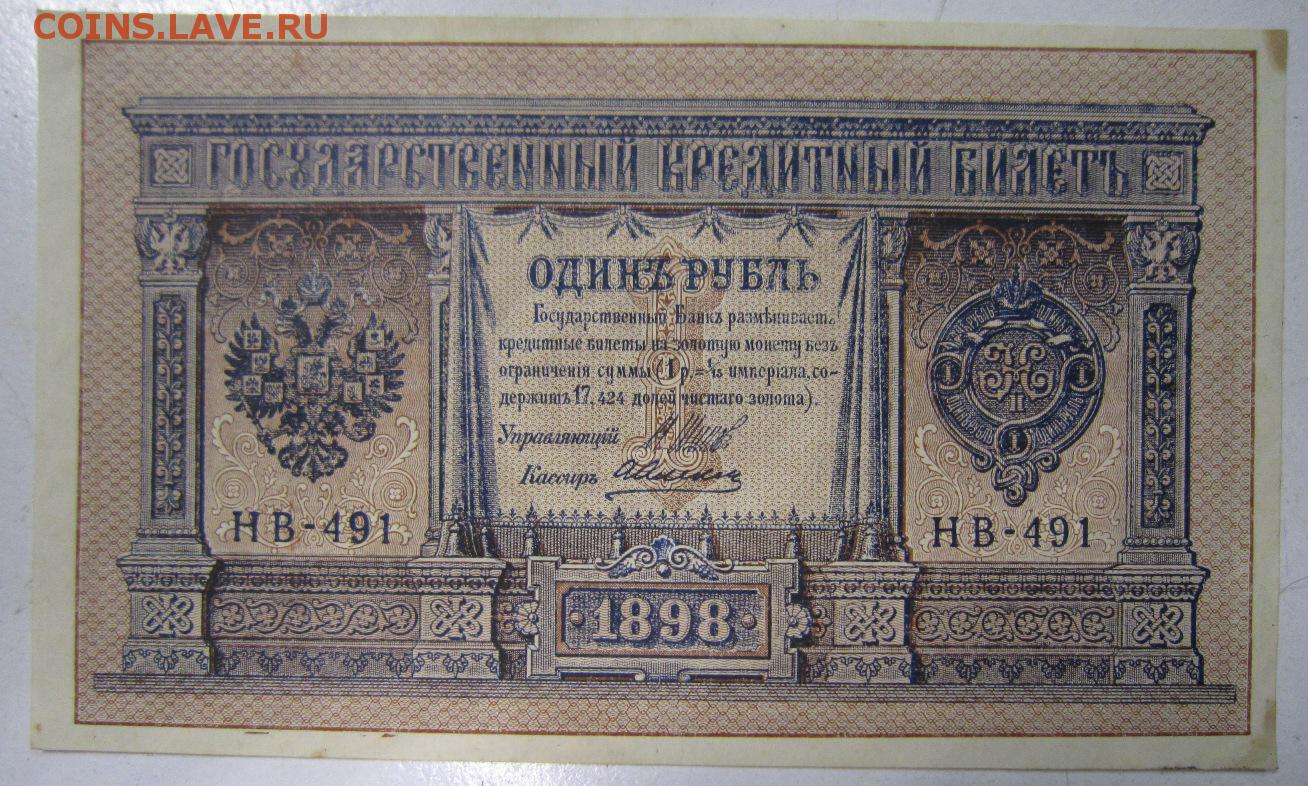 COINS.LAVE.RU
ГОСУДАРСТВЕННЫЙ КРЕДИТНЫЙ БИЛЕТЪ
ОДИНЪ РУБЛЬ
Государственный Банкъ размѣниваетъ
кредитные билеты на золотую монету безъ
ограниченія суммы (1 р. = 1/15 имперіала, со-
держитъ 17,424 долей чистаго золота).
Управляющій
Кассиръ
НВ-491
НВ-491
1898